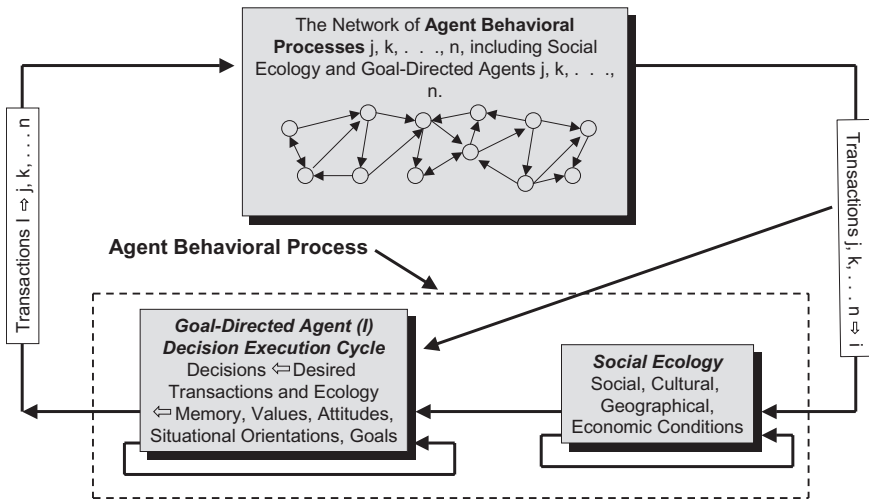 The Network of Agent Behavioral
Processes j, k, . . ., n, including Social
Ecology and Goal-Directed Agents j, k, . . .,
n.
Transactions I ⇨ j, k, . . . n
Transactions j, k, . . . n ⇨ i
Agent Behavioral Process
Goal-Directed Agent (I)
Decision Execution Cycle
Decisions ⇦ Desired
Transactions and Ecology
⇦ Memory, Values, Attitudes,
Situational Orientations, Goals
Social Ecology
Social, Cultural,
Geographical,
Economic Conditions